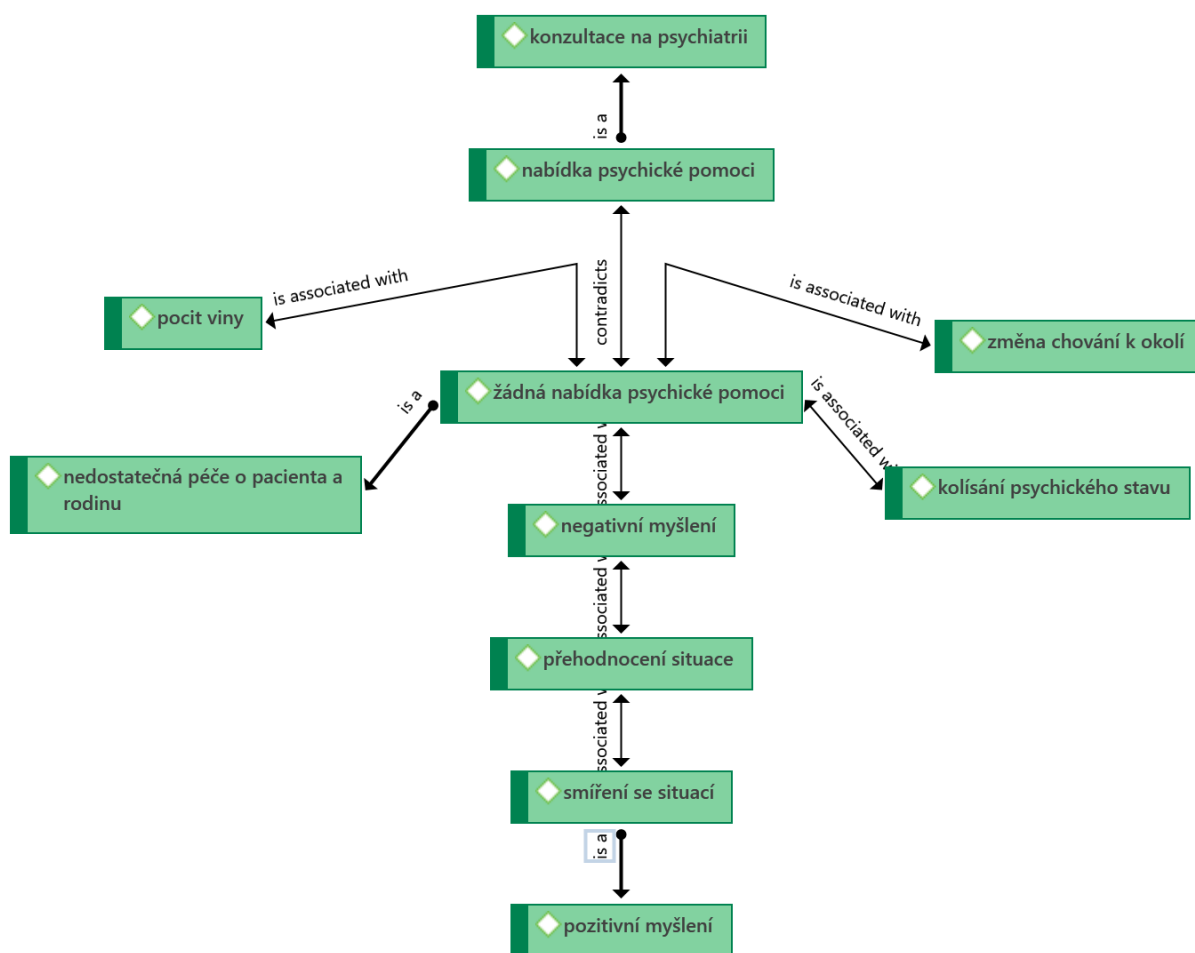 konzultace na psychiatrii
is a
nabídka psychické pomoci
is associated with
contradicts
is associated with
pocit viny
změna chování k okolí
žádná nabídka psychické pomoci
is a
is associated
nedostatečná péče o pacienta a
rodinu
kolísání psychického stavu
negativní myšlení
přehodnocení situace
smíření se situací
is a
pozitivní myšlení